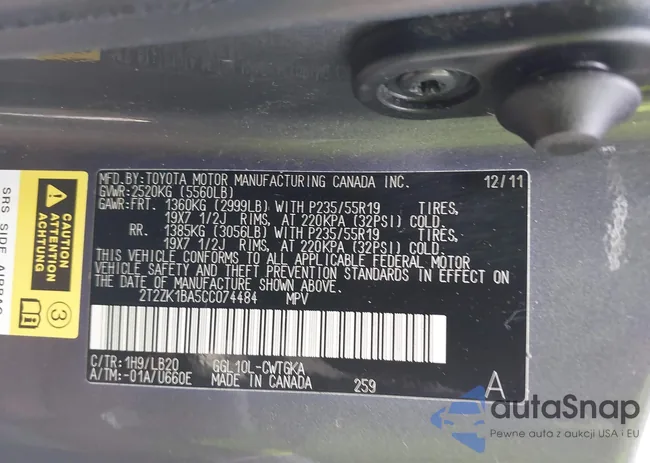 MFD.BY:TOYOTA MOTOR MANUFACTURING CANADA INC. 12/11
GVWR:2520KG (5560LB)
GAWR:FRT. 1360KG (2999LB) WITH P235/55R19 TIRES,
19X7 1/2J RIMS, AT 220KPA (32PSI) COLD.
RR. 1385KG (3056LB) WITH P235/55R19 TIRES,
19X7 1/2J RIMS, AT 220KPA (32PSI) COLD.
THIS VEHICLE CONFORMS TO ALL APPLICABLE FEDERAL MOTOR
VEHICLE SAFETY AND THEFT PREVENTION STANDARDS IN EFFECT ON
THE DATE OF MANUFACTURE SHOWN ABOVE.
2T2ZK1BA5CC074484 MPV
C/TR: 1H9/LB20 GGL10L-CWTGKA
A/TM: -01A/U660E MADE IN CANADA 259 A
CAUTION
ATTENTION
ACHTUNG
3
SRS SIDE AIRBAG
autaSnap
Pewne auta z aukcji USA i EU